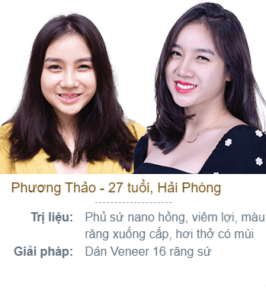 Phương Thảo - 27 tuổi, Hải Phòng
Trị liệu: Phủ sứ nano hỏng, viêm lợi, màu
răng xuống cấp, hơi thở có mùi
Giải pháp: Dán Veneer 16 răng sứ